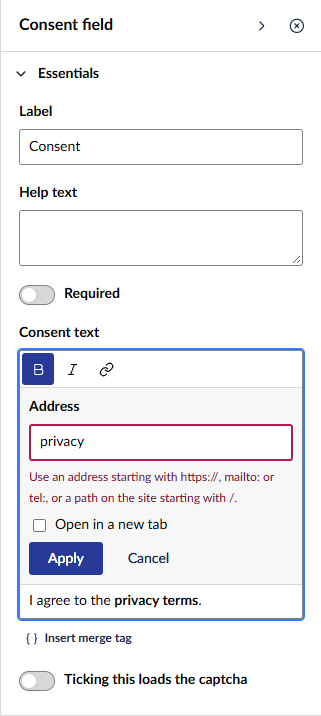 Consent field
Essentials
Label
Consent
Help text
Required
Consent text
B I
Address
privacy
Use an address starting with https://, mailto: or
tel:, or a path on the site starting with /.
Open in a new tab
Apply Cancel
I agree to the privacy terms.
{ } Insert merge tag
Ticking this loads the captcha